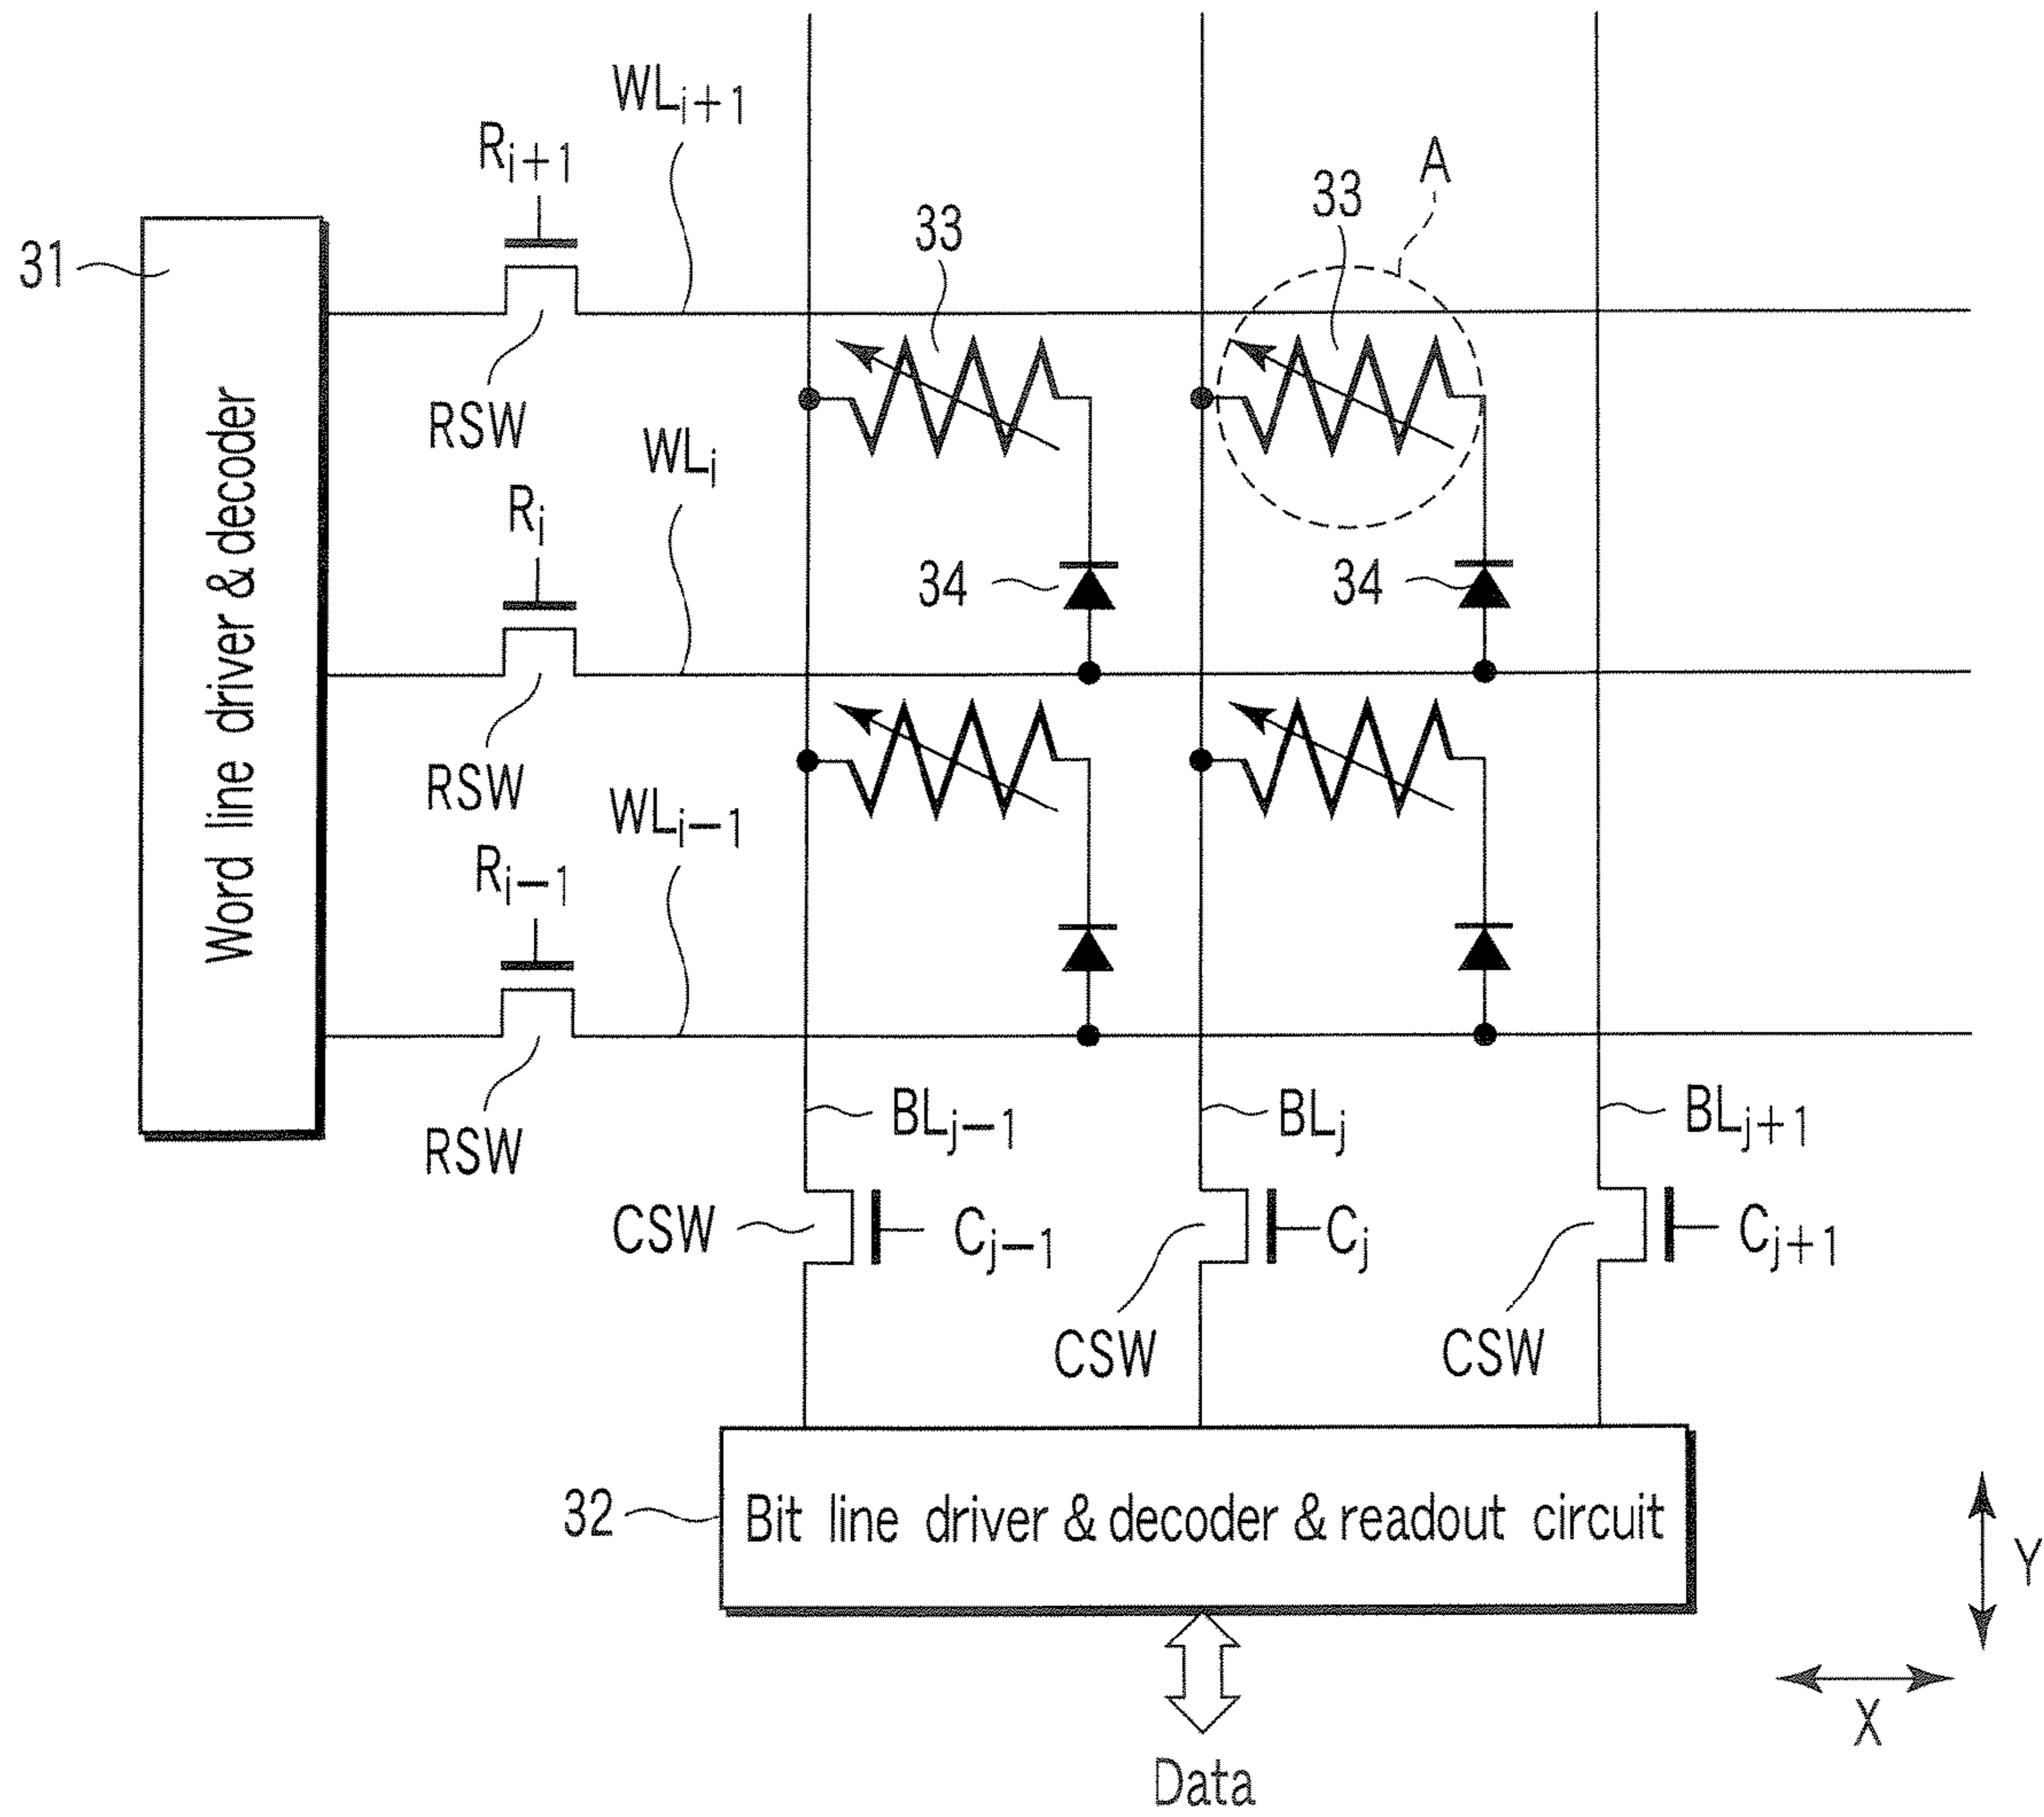 WLi+1
Ri+1
A
33
33
31
RSW
WLi
Ri
34
34
Word line driver & decoder
RSW
WLi−1
Ri−1
RSW
BLj−1
BLj
BLj+1
CSW
Cj−1
Cj
Cj+1
CSW
CSW
32
Bit line driver & decoder & readout circuit
Y
X
Data